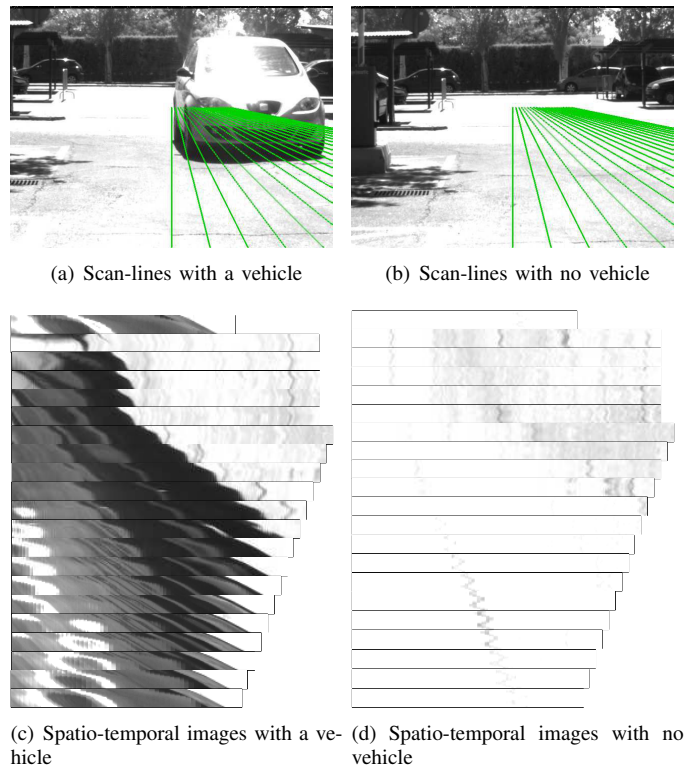 (a) Scan-lines with a vehicle
(b) Scan-lines with no vehicle
(c) Spatio-temporal images with a ve-
hicle
(d) Spatio-temporal images with no
vehicle